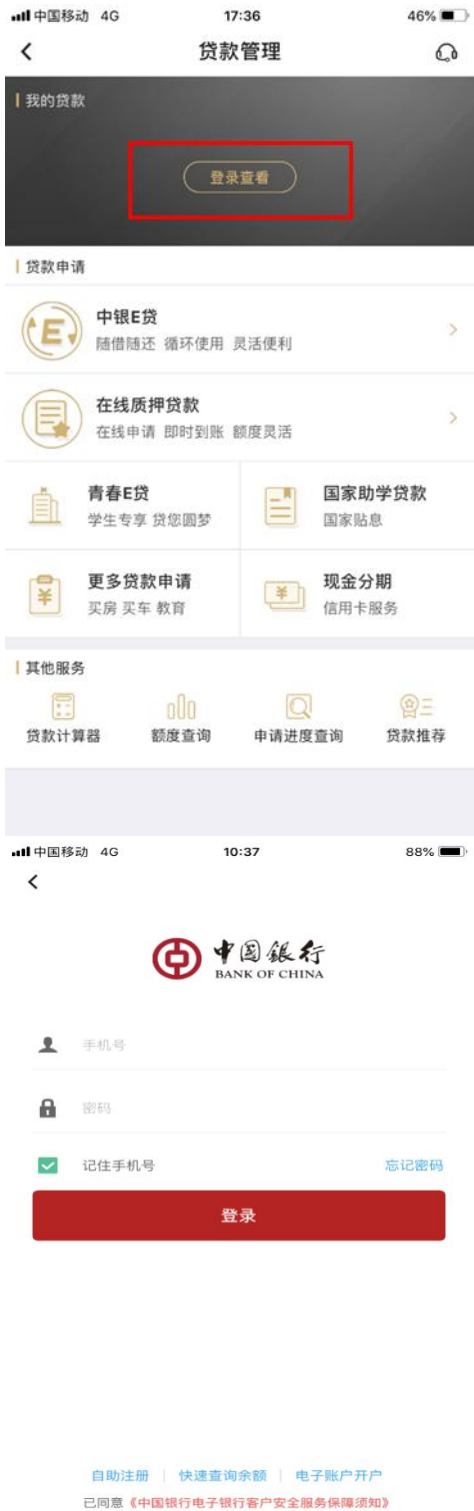 中国移动 4G 17:36 46%
贷款管理
我的贷款
登录查看
贷款申请
中银E贷
随借随还 循环使用 灵活便利
在线质押贷款
在线申请 即时到账 额度灵活
青春E贷 国家助学贷款
学生专享 贷您圆梦 国家贴息
更多贷款申请 现金分期
买房 买车 教育 信用卡服务
其他服务
贷款计算器 额度查询 申请进度查询 贷款推荐
中国移动 4G 10:37 88%
中国银行
BANK OF CHINA
手机号
密码
记住手机号 忘记密码
登录
自助注册 | 快速查询余额 | 电子账户开户
已同意《中国银行电子银行客户安全服务保障须知》